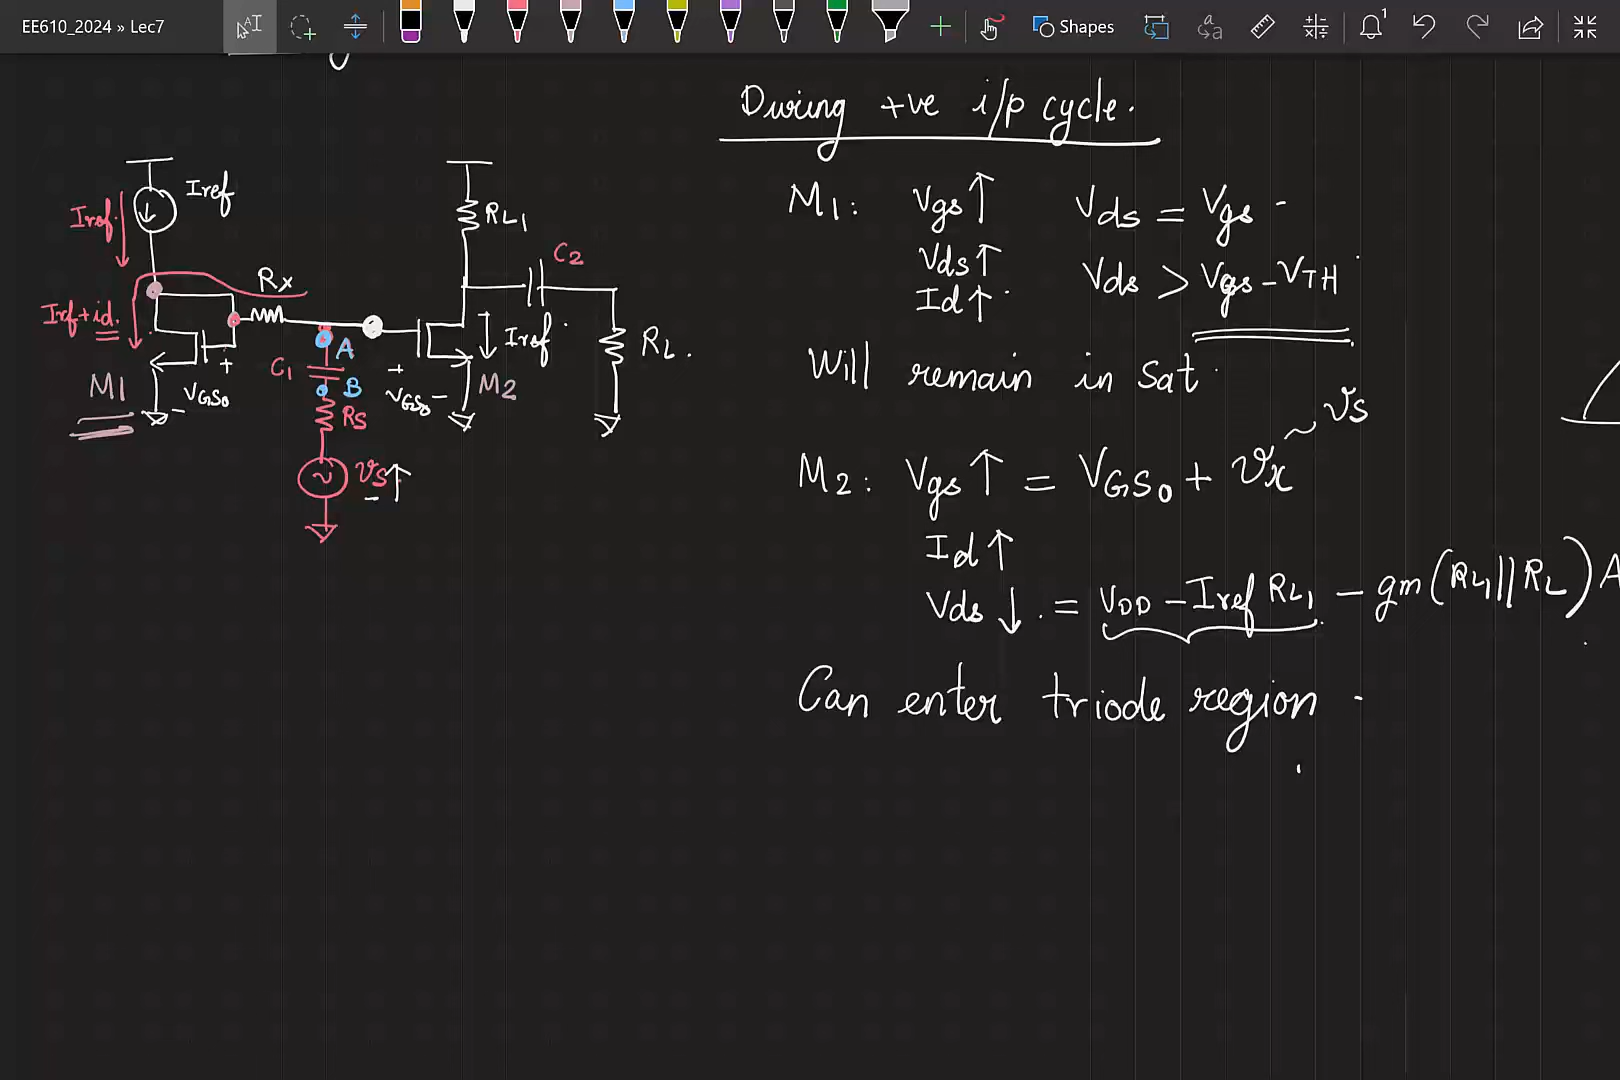 EE610_2024 » Lec7
Shapes
1
During +ve i/p cycle.
M1: Vgs↑ Vds = Vgs
Vds↑ Vds > Vgs - VTH
Id↑
Will remain in Sat
M2: Vgs↑ = VGS0 + vx ~ vs
Id↑
Vds↓ = VDD - Iref RL1 - gm(RL1||RL)A
Can enter triode region
Iref
Iref
Iref+id
Rx
M1
+
VGS0
-
C1
A
B
Rs
vs↑
-
+
VGS0
-
RL1
C2
Iref
M2
RL